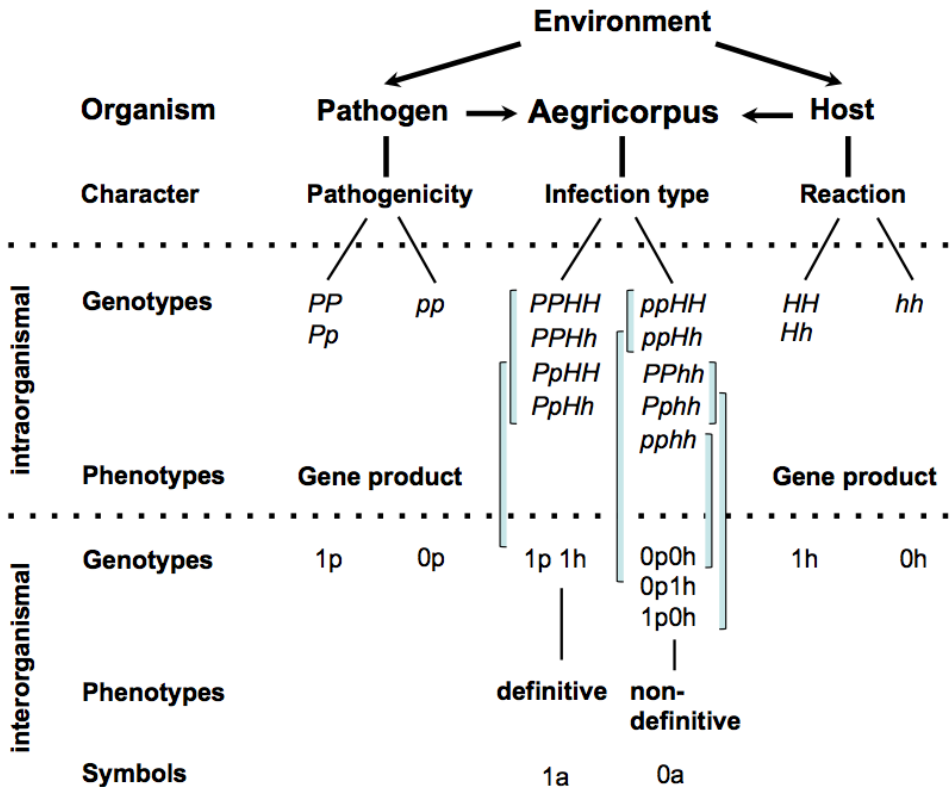 Environment
Organism Pathogen Aegricorpus Host
Character Pathogenicity Infection type Reaction
intraorganismal
Genotypes PP pp PPHH ppHH HH hh
Pp PPHh ppHh Hh
PpHH PPhh
PpHh Pphh
pphh
Phenotypes Gene product Gene product
interorganismal
Genotypes 1p 0p 1p 1h 0p0h 1h 0h
0p1h
1p0h
Phenotypes definitive non-
definitive
Symbols 1a 0a